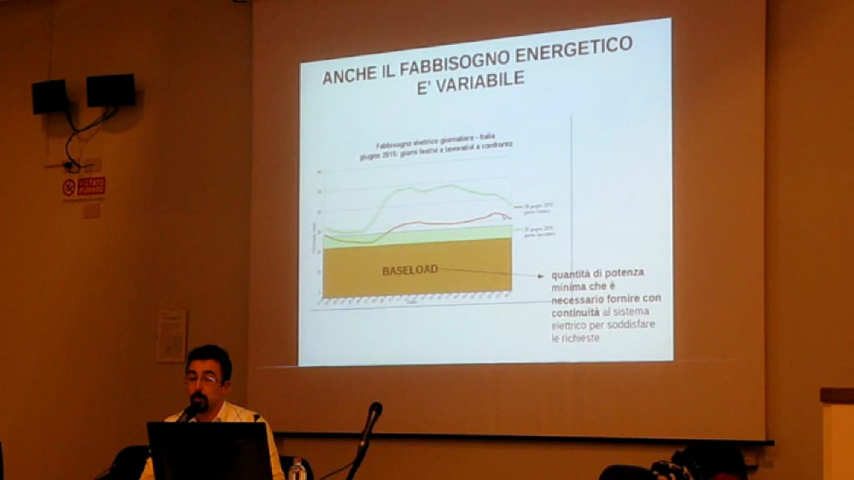 ANCHE IL FABBISOGNO ENERGETICO
E' VARIABILE
Fabbisogno elettrico giornaliero - Italia
giugno 2015: giorni festivi e lavorativi a confronto
BASELOAD
quantità di potenza
minima che è
necessario fornire con
continuità al sistema
elettrico per soddisfare
le richieste